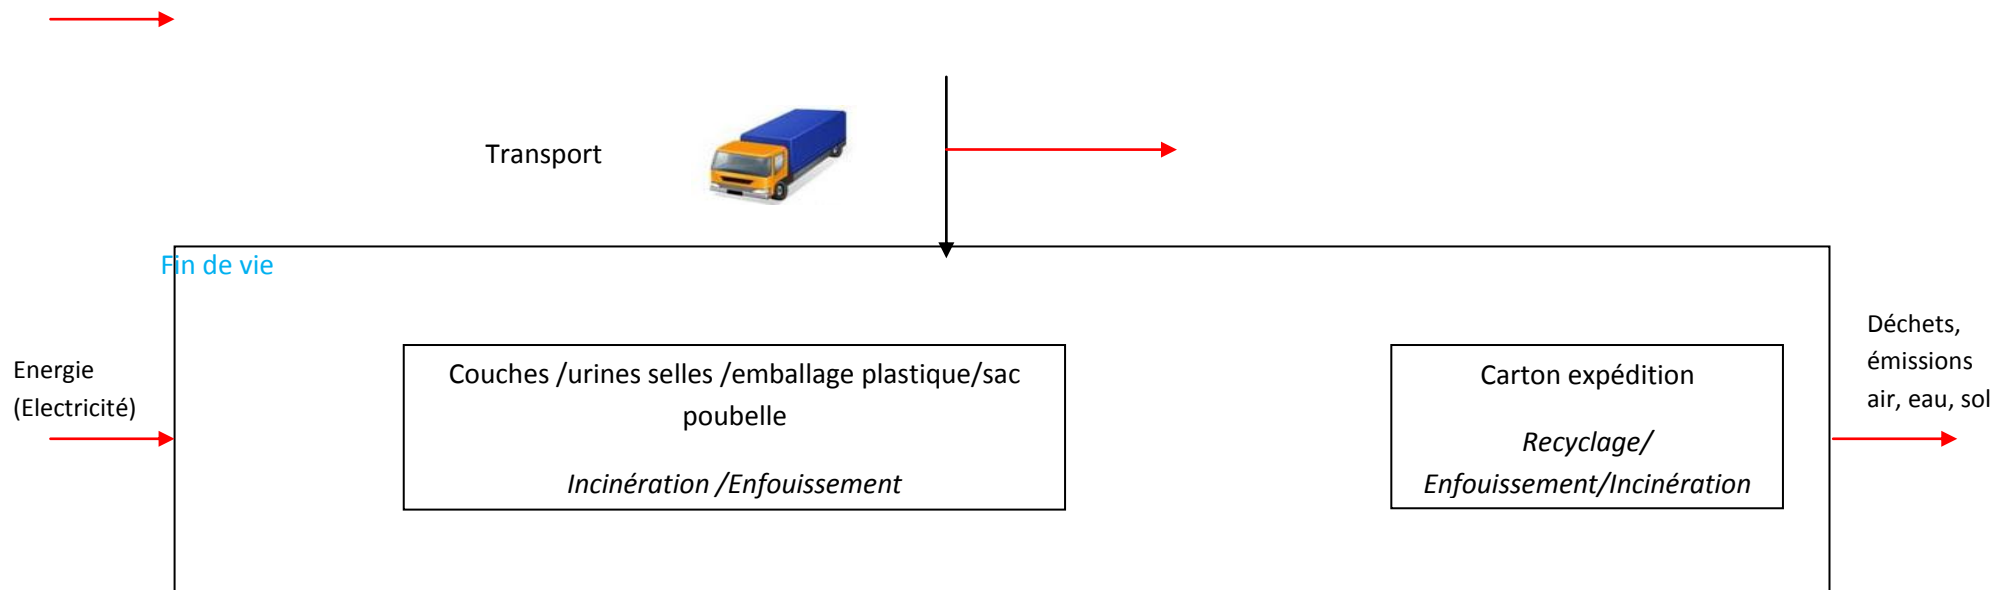 Transport
Fin de vie
Energie
(Electricité)
Couches /urines selles /emballage plastique/sac
poubelle
Incinération /Enfouissement
Carton expédition
Recyclage/
Enfouissement/Incinération
Déchets,
émissions
air, eau, sol